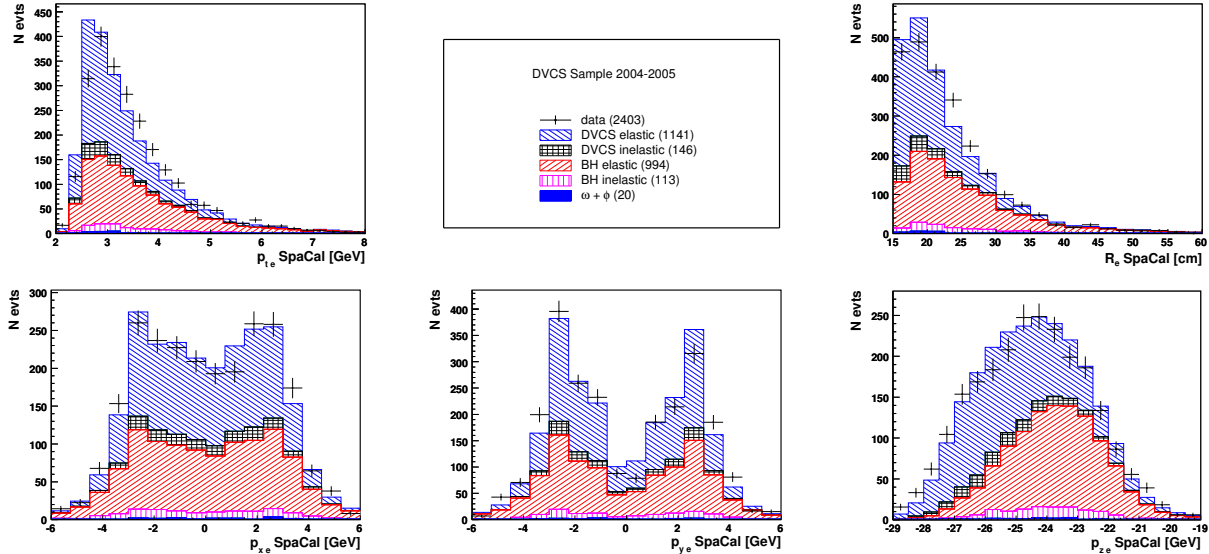 N evts
450
400
350
300
250
200
150
100
50
0
2 3 4 5 6 7 8
p t e SpaCal [GeV]
DVCS Sample 2004-2005
data (2403)
DVCS elastic (1141)
DVCS inelastic (146)
BH elastic (994)
BH inelastic (113)
ω + φ (20)
N evts
500
400
300
200
100
0
15 20 25 30 35 40 45 50 55 60
R e SpaCal [cm]
N evts
300
250
200
150
100
50
0
-6 -4 -2 0 2 4 6
p x e SpaCal [GeV]
N evts
400
350
300
250
200
150
100
50
0
-6 -4 -2 0 2 4 6
p y e SpaCal [GeV]
N evts
250
200
150
100
50
0
-29 -28 -27 -26 -25 -24 -23 -22 -21 -20 -19
p z e SpaCal [GeV]